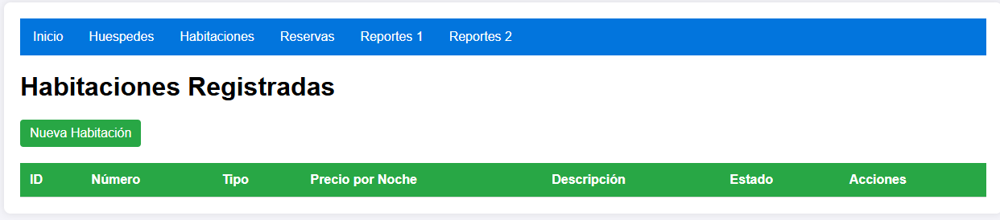 Inicio Huespedes Habitaciones Reservas Reportes 1 Reportes 2
Habitaciones Registradas
Nueva Habitación
ID Número Tipo Precio por Noche Descripción Estado Acciones